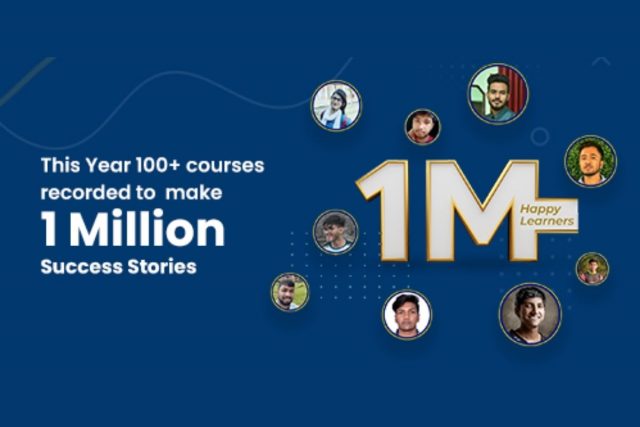 This Year 100+ courses
recorded to make
1 Million
Success Stories
1M+
Happy
Learners